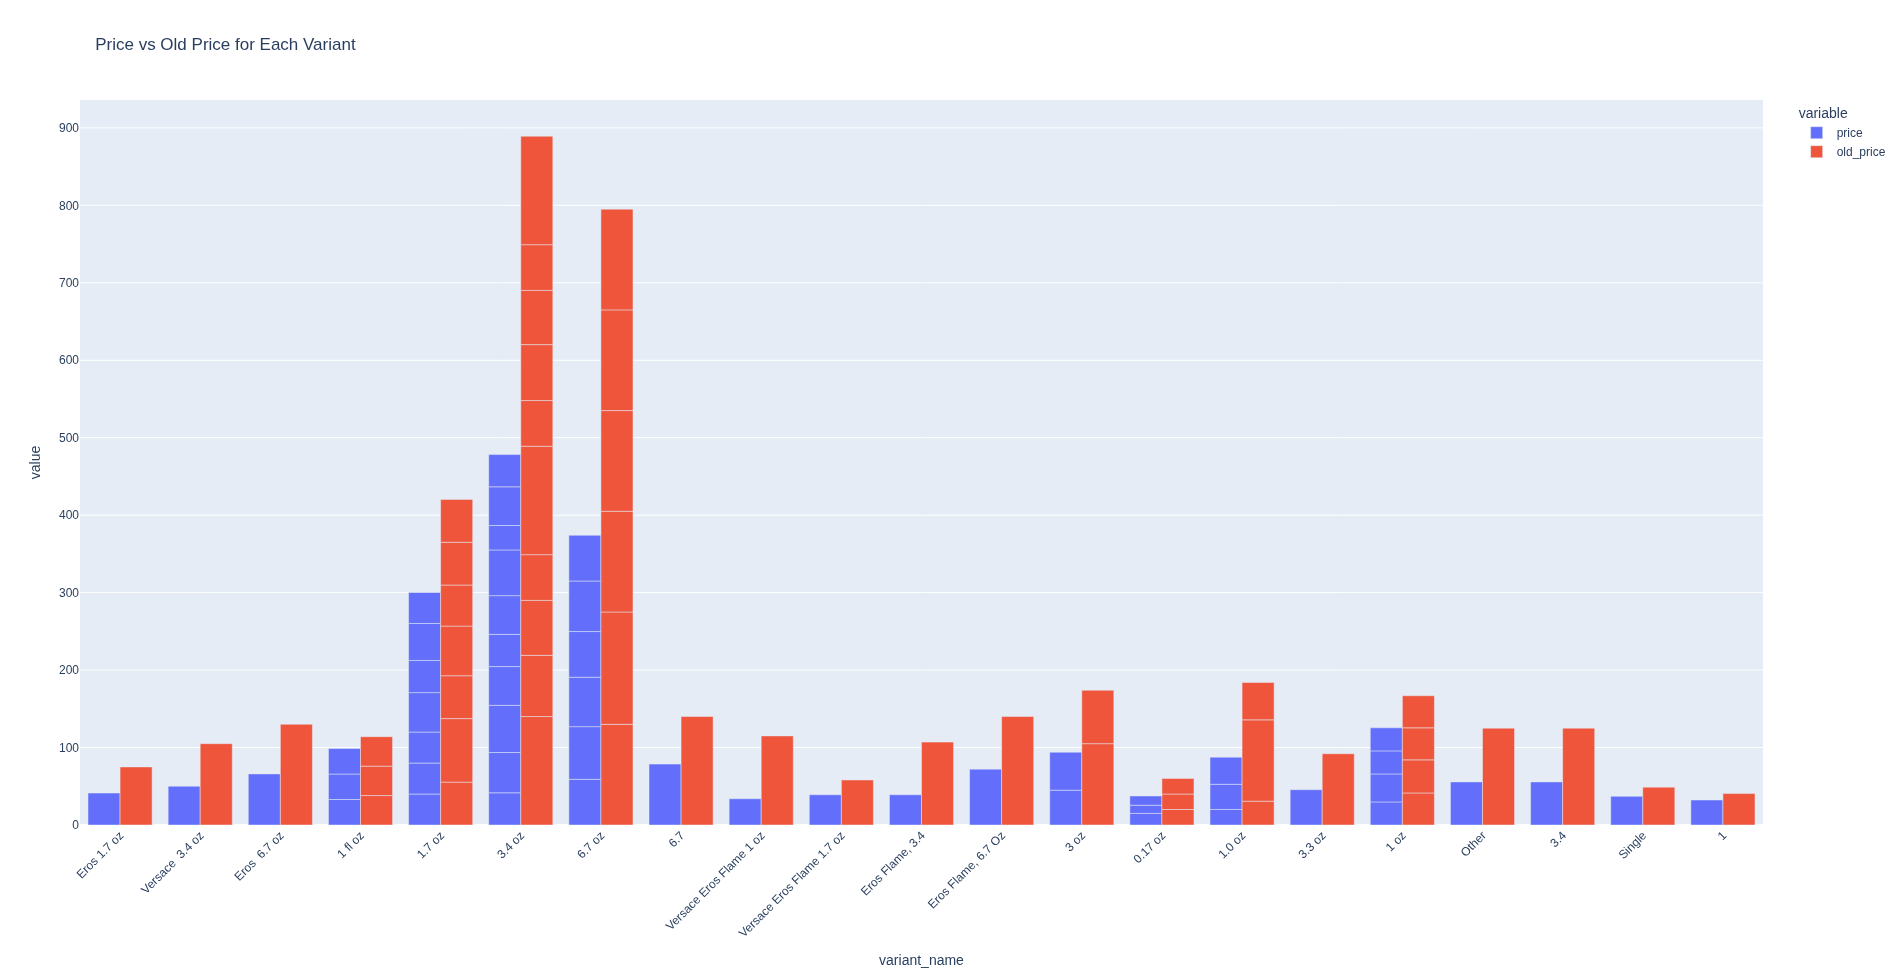 Price vs Old Price for Each Variant
variable
price
old_price
900
800
700
600
500
400
300
200
100
0
value
Eros 1.7 oz
Versace  3.4 oz
Eros  6.7 oz
1 fl oz
1.7 oz
3.4 oz
6.7 oz
6.7
Versace Eros Flame 1 oz
Versace Eros Flame 1.7 oz
Eros Flame, 3.4
Eros Flame, 6.7 Oz
3 oz
0.17 oz
1.0 oz
3.3 oz
1 oz
Other
3.4
Single
1
variant_name